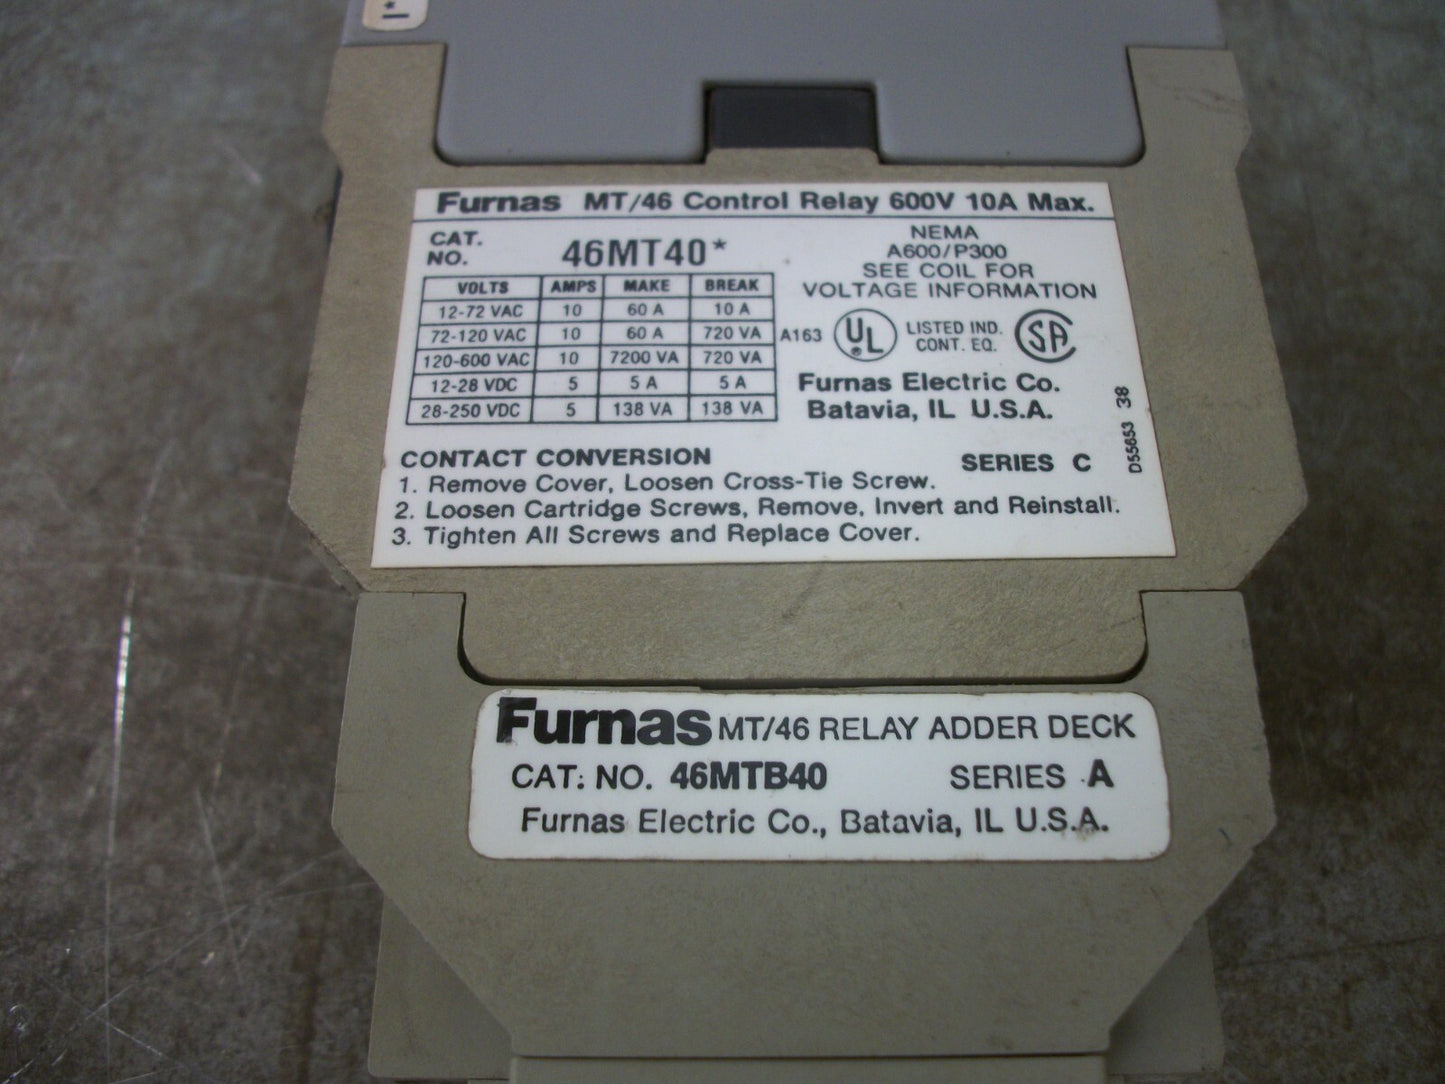 1*
Furnas MT/46 Control Relay 600V 10A Max.
CAT. NO. 46MT40*
NEMA
A600/P300
SEE COIL FOR
VOLTAGE INFORMATION
VOLTS AMPS MAKE BREAK
12-72 VAC 10 60 A 10 A
72-120 VAC 10 60 A 720 VA
120-600 VAC 10 7200 VA 720 VA
12-28 VDC 5 5 A 5 A
28-250 VDC 5 138 VA 138 VA
A163 UL ® LISTED IND. CONT. EQ. SA
Furnas Electric Co.
Batavia, IL U.S.A.
D55653 38
CONTACT CONVERSION
SERIES C
1. Remove Cover, Loosen Cross-Tie Screw.
2. Loosen Cartridge Screws, Remove, Invert and Reinstall.
3. Tighten All Screws and Replace Cover.
Furnas MT/46 RELAY ADDER DECK
CAT. NO. 46MTB40 SERIES A
Furnas Electric Co., Batavia, IL U.S.A.